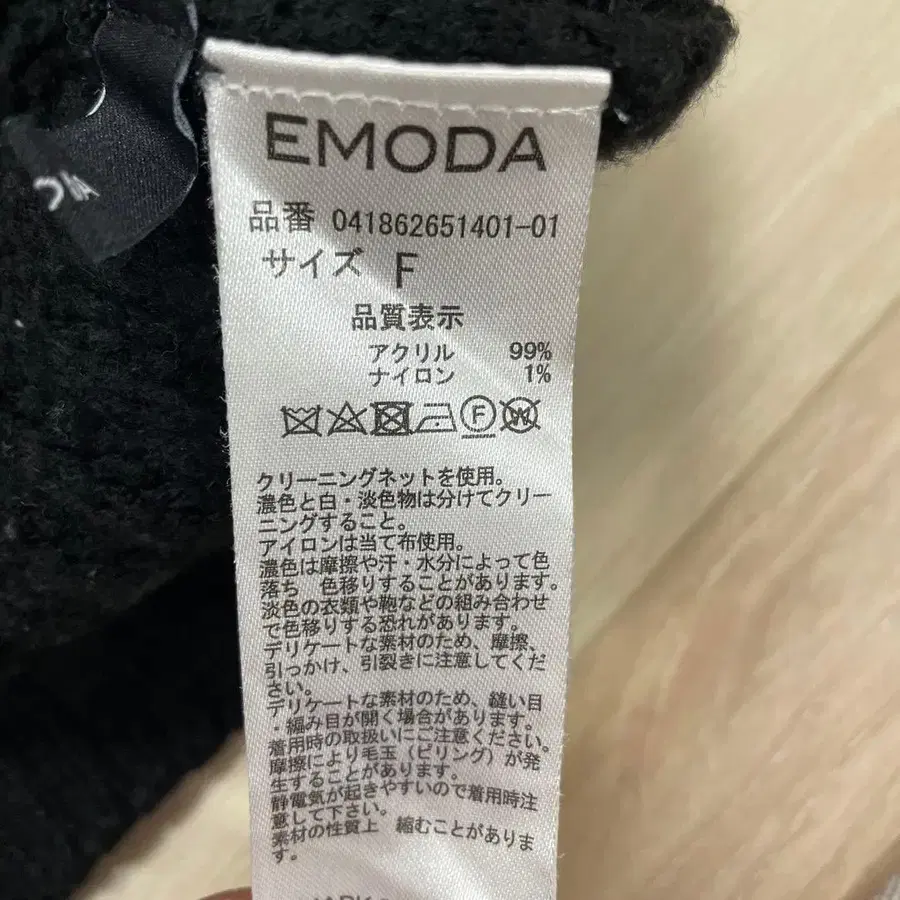 EMODA
品番 041862651401-01
サイズ F
品質表示
アクリル 99%
ナイロン 1%
F
W
クリーニングネットを使用。
濃色と白・淡色物は分けてクリー
ニングすること。
アイロンは当て布使用。
濃色は摩擦や汗・水分によって色
落ち 色移りすることがあります。
淡色の衣類や鞄などの組み合わせ
で色移りする恐れがあります。
デリケートな素材のため、摩擦、
引っかけ、引裂きに注意してくだ
さい。
デリケートな素材のため、縫い目
・編み目が開く場合があります。
着用時の取扱いにご注意ください。
摩擦により毛玉（ピリング）が発
生することがあります。
静電気が起きやすいので着用時注
意して下さい。
素材の性質上 縮むことがありま
す。